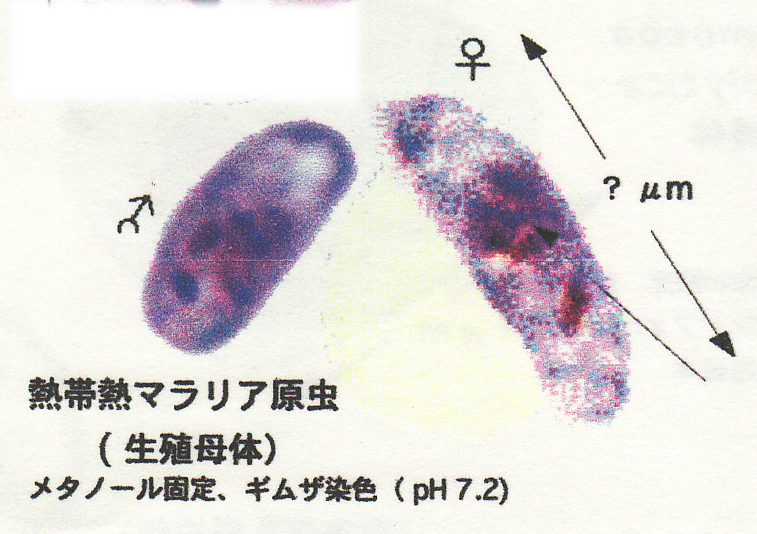 ♀
? μm
♂
熱帯熱マラリア原虫
( 生殖母体)
メタノール固定、ギムザ染色 ( pH 7.2)